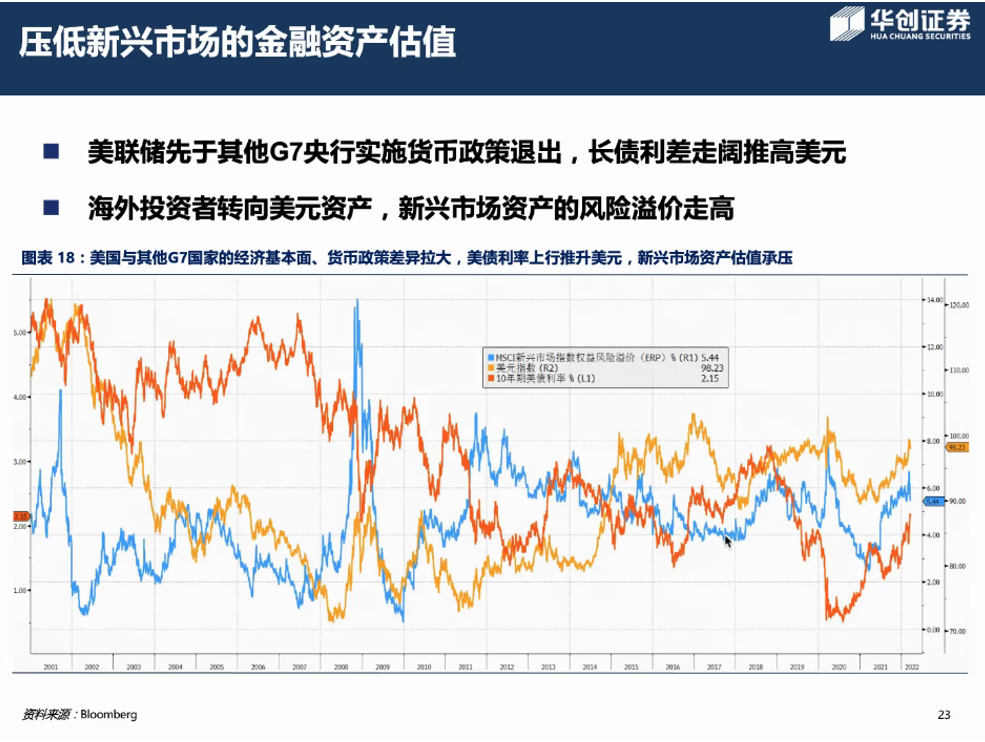 压低新兴市场的金融资产估值
华创证券
HUA CHUANG SECURITIES
美联储先于其他G7央行实施货币政策退出，长债利差走阔推高美元
海外投资者转向美元资产，新兴市场资产的风险溢价走高
图表 18：美国与其他G7国家的经济基本面、货币政策差异拉大，美债利率上行推升美元，新兴市场资产估值承压
MSCI新兴市场指数权益风险溢价（ERP）% (R1) 5.44
美元指数 (R2) 98.23
10年期美债利率 % (L1) 2.15
5.00
4.00
3.00
2.15
2.00
1.00
14.00
12.00
10.00
8.00
6.00
5.44
4.00
2.00
0.00
120.00
110.00
100.00
98.23
90.00
80.00
70.00
2001 2002 2003 2004 2005 2006 2007 2008 2009 2010 2011 2012 2013 2014 2015 2016 2017 2018 2019 2020 2021 2022
资料来源：Bloomberg
23